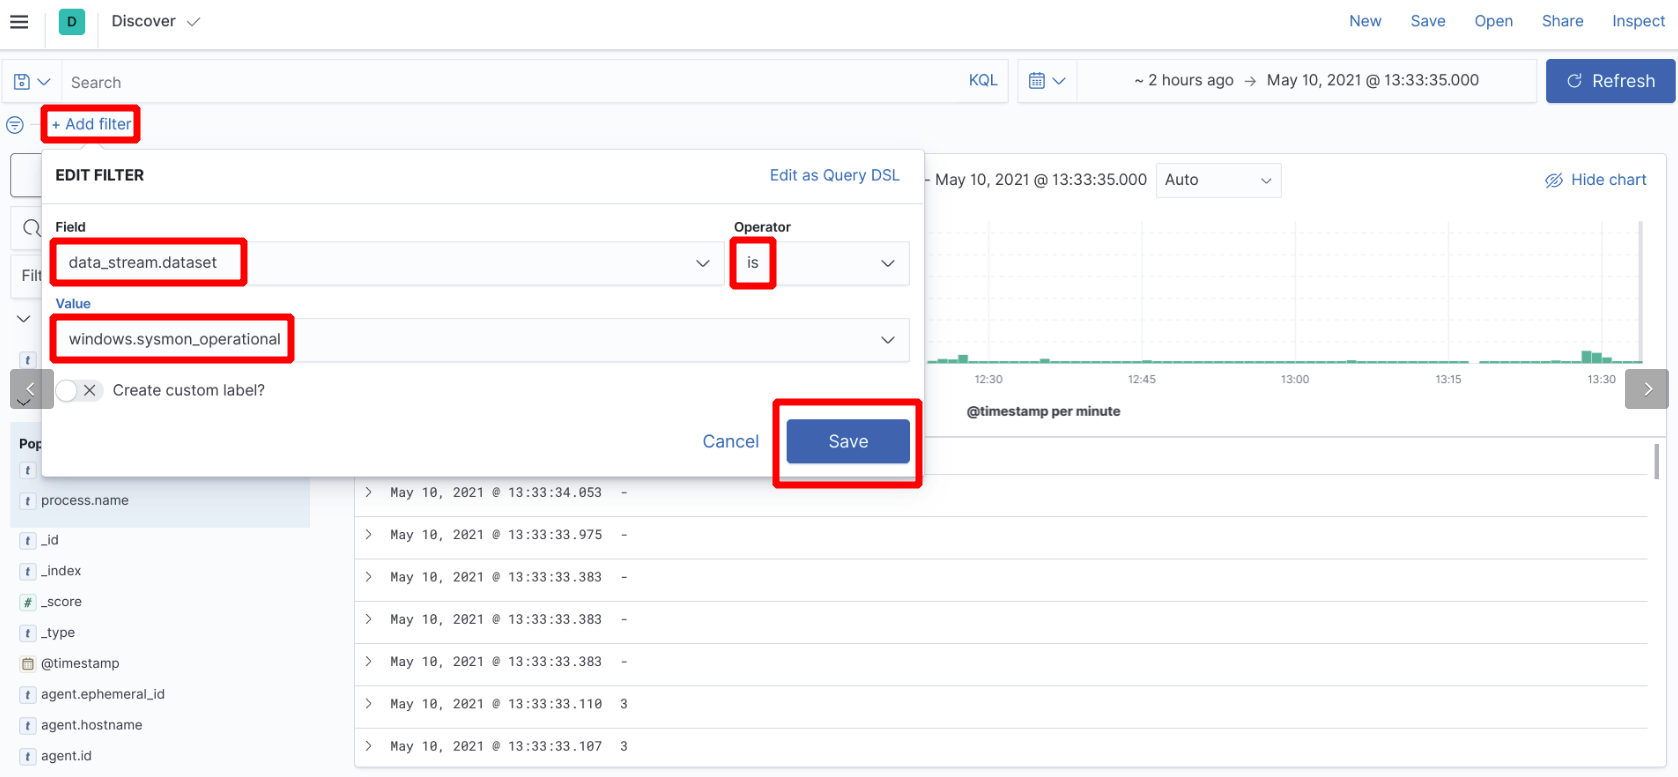 D Discover New Save Open Share Inspect
Search KQL ~ 2 hours ago → May 10, 2021 @ 13:33:35.000 Refresh
+ Add filter
EDIT FILTER Edit as Query DSL
- May 10, 2021 @ 13:33:35.000 Auto Hide chart
Field Operator
data_stream.dataset is
Filt
Value
windows.sysmon_operational
t
12:30 12:45 13:00 13:15 13:30
Create custom label?
@timestamp per minute
Cancel Save
Pop
t
May 10, 2021 @ 13:33:34.053 -
t process.name
May 10, 2021 @ 13:33:33.975 -
t _id
t _index
May 10, 2021 @ 13:33:33.383 -
# _score
May 10, 2021 @ 13:33:33.383 -
t _type
@timestamp
May 10, 2021 @ 13:33:33.383 -
t agent.ephemeral_id
May 10, 2021 @ 13:33:33.110 3
t agent.hostname
May 10, 2021 @ 13:33:33.107 3
t agent.id